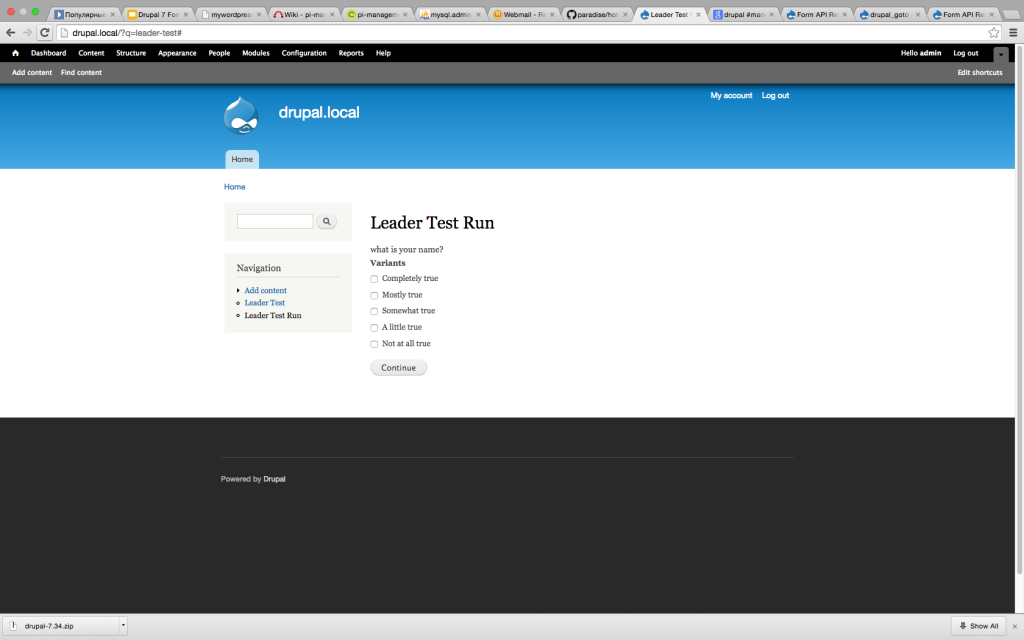 Популярные
Drupal 7 For
mywordpres
Wiki - pi-ma
pi-managem
mysql.admin
Webmail - Ro
paradise/hot
Leader Test
drupal #mar
Form API Re
drupal_goto
Form API Re
drupal.local/?q=leader-test#
Dashboard Content Structure Appearance People Modules Configuration Reports Help Hello admin Log out
Add content Find content Edit shortcuts
My account Log out
drupal.local
Home
Home
Leader Test Run
what is your name?
Variants
Completely true
Mostly true
Somewhat true
A little true
Not at all true
Continue
Navigation
Add content
Leader Test
Leader Test Run
Powered by Drupal
drupal-7.34.zip
Show All